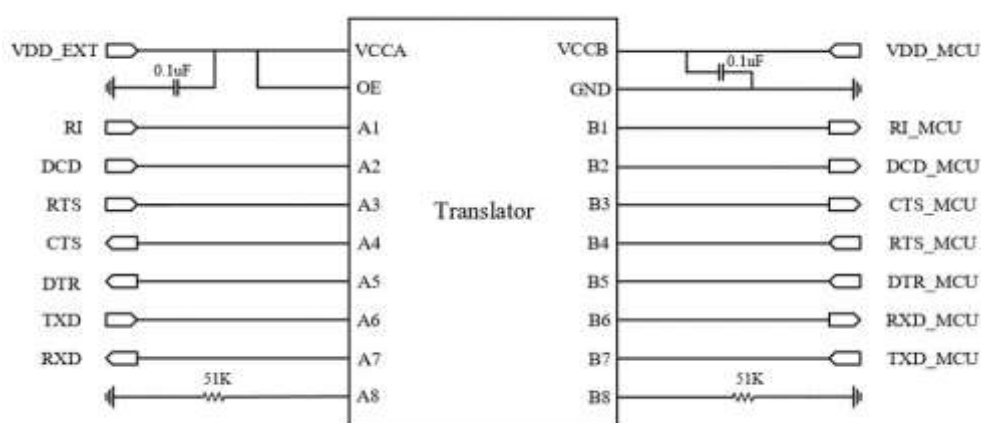 VDD_EXT VCCA VCCB VDD_MCU
0.1uF 0.1uF
OE GND
RI A1 B1 RI_MCU
DCD A2 B2 DCD_MCU
RTS A3 B3 CTS_MCU
Translator
CTS A4 B4 RTS_MCU
DTR A5 B5 DTR_MCU
TXD A6 B6 RXD_MCU
RXD A7 B7 TXD_MCU
51K 51K
A8 B8